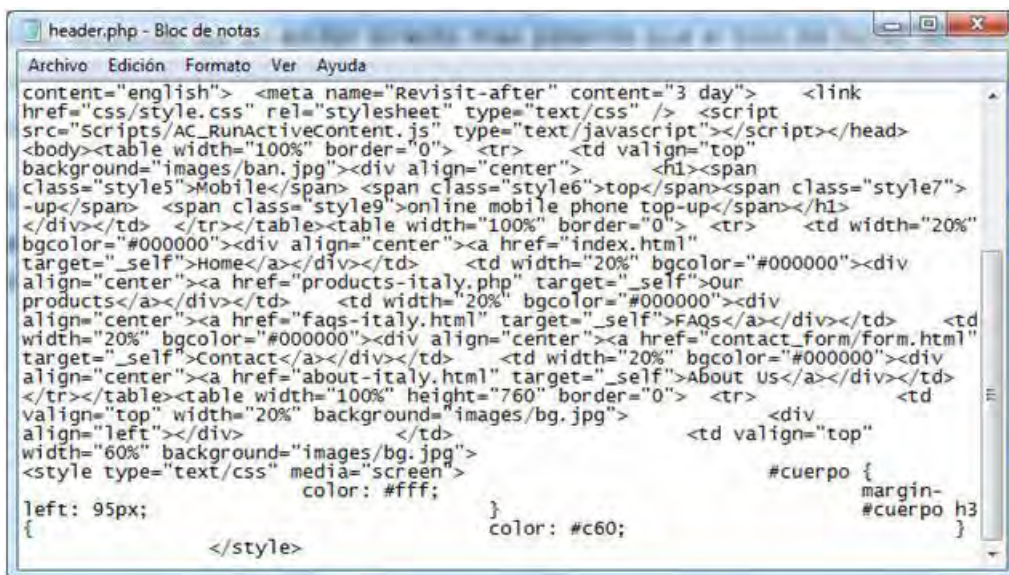 header.php - Bloc de notas
Archivo Edición Formato Ver Ayuda
content="english"> <meta name="Revisit-after" content="3 day"> <link
href="css/style.css" rel="stylesheet" type="text/css" /> <script
src="Scripts/AC_RunActiveContent.js" type="text/javascript"></script></head>
<body><table width="100%" border="0"> <tr> <td valign="top"
background="images/ban.jpg"><div align="center"> <h1><span
class="style5">Mobile</span> <span class="style6">top</span><span class="style7">
-up</span> <span class="style9">online mobile phone top-up</span></h1>
</div></td> </tr></table><table width="100%" border="0"> <tr> <td width="20%"
bgcolor="#000000"><div align="center"><a href="index.html"
target="_self">Home</a></div></td> <td width="20%" bgcolor="#000000"><div
align="center"><a href="products-italy.php" target="_self">Our
products</a></div></td> <td width="20%" bgcolor="#000000"><div
align="center"><a href="faqs-italy.html" target="_self">FAQs</a></div></td> <td
width="20%" bgcolor="#000000"><div align="center"><a href="contact_form/form.html"
target="_self">Contact</a></div></td> <td width="20%" bgcolor="#000000"><div
align="center"><a href="about-italy.html" target="_self">About Us</a></div></td>
</tr></table><table width="100%" height="760" border="0"> <tr> <td
valign="top" width="20%" background="images/bg.jpg"> <div
align="left"></div> </td> <td valign="top"
width="60%" background="images/bg.jpg">
<style type="text/css" media="screen"> #cuerpo {
color: #fff; margin-
left: 95px; } #cuerpo h3
{ color: #c60; }
</style>